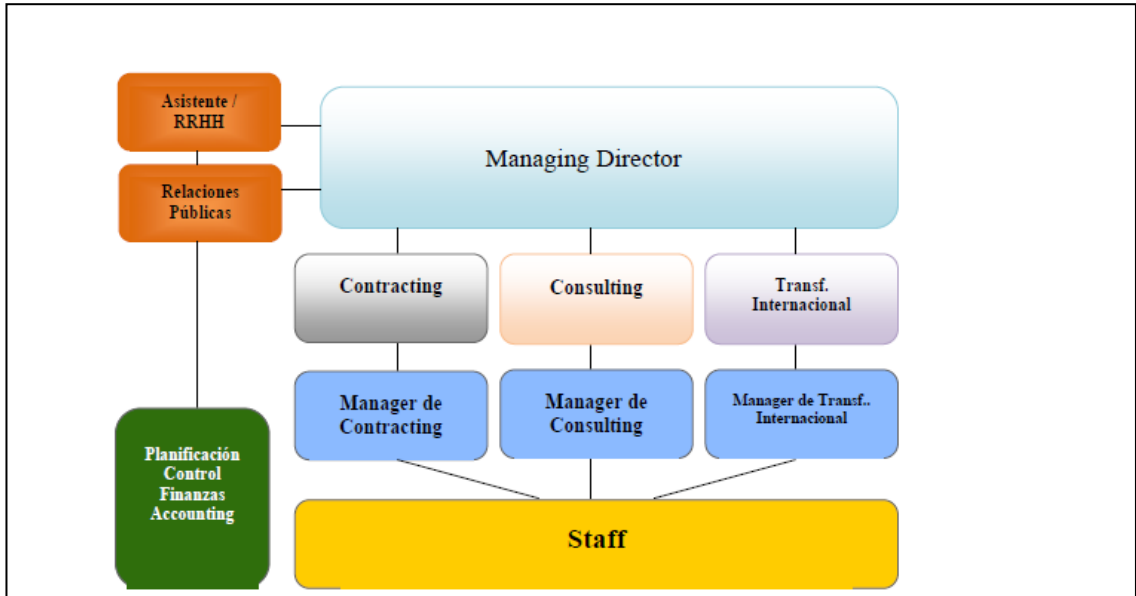 Asistente /
RRHH
Managing Director
Relaciones
Públicas
Contracting
Consulting
Transf.
Internacional
Manager de
Contracting
Manager de
Consulting
Manager de Transf..
Internacional
Planificación
Control
Finanzas
Accounting
Staff